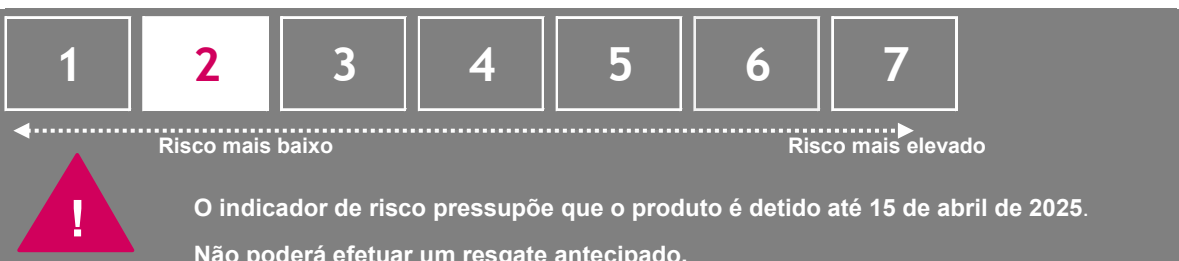 1 2 3 4 5 6 7
Risco mais baixo Risco mais elevado
!
O indicador de risco pressupõe que o produto é detido até 15 de abril de 2025.
Não poderá efetuar um resgate antecipado.